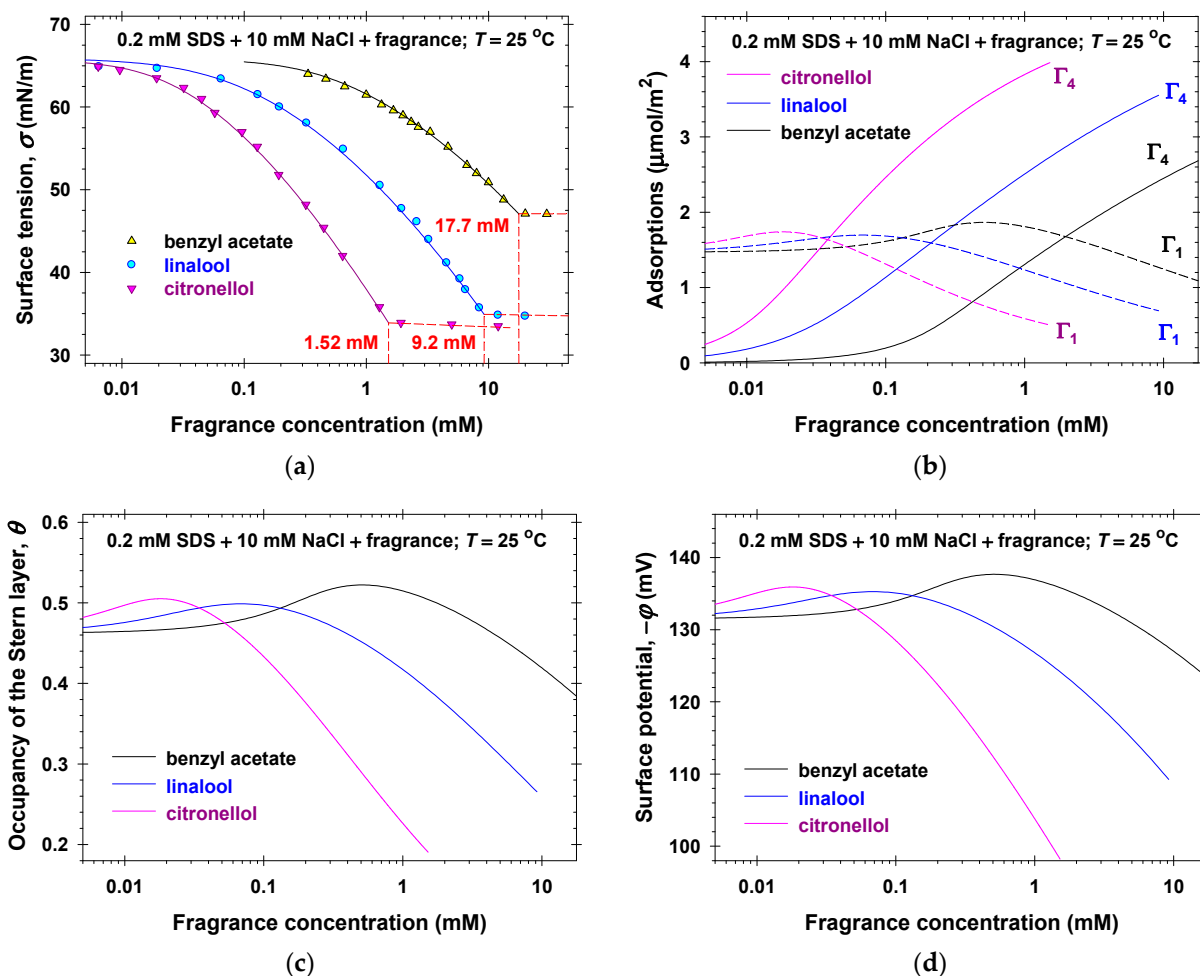 0.2 mM SDS + 10 mM NaCl + fragrance; T = 25 °C
Surface tension, σ (mN/m)
70
60
50
40
30
benzyl acetate
linalool
citronellol
17.7 mM
1.52 mM
9.2 mM
0.01
0.1
1
10
Fragrance concentration (mM)
(a)
0.2 mM SDS + 10 mM NaCl + fragrance; T = 25 °C
Adsorptions (μmol/m²)
4
3
2
1
0
citronellol
linalool
benzyl acetate
Γ4
Γ4
Γ4
Γ1
Γ1
Γ1
0.01
0.1
1
10
Fragrance concentration (mM)
(b)
0.2 mM SDS + 10 mM NaCl + fragrance; T = 25 °C
Occupancy of the Stern layer, θ
0.6
0.5
0.4
0.3
0.2
benzyl acetate
linalool
citronellol
0.01
0.1
1
10
Fragrance concentration (mM)
(c)
0.2 mM SDS + 10 mM NaCl + fragrance; T = 25 °C
Surface potential, −φ (mV)
140
130
120
110
100
benzyl acetate
linalool
citronellol
0.01
0.1
1
10
Fragrance concentration (mM)
(d)